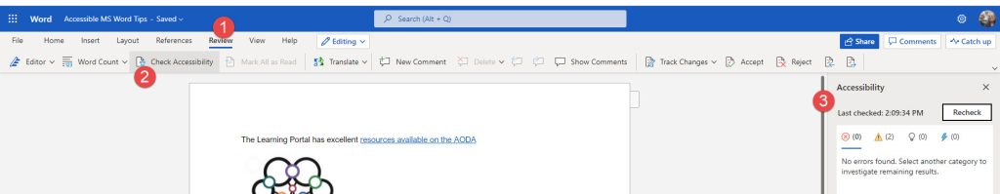 Word Accessible MS Word Tips - Saved Search (Alt + Q)
1
File Home Insert Layout References Review View Help Editing Share Comments Catch up
Editor Word Count Check Accessibility Mark All as Read Translate New Comment Delete Show Comments Track Changes Accept Reject
2
3
Accessibility
Last checked: 2:09:34 PM Recheck
(0) (2) (0) (0)
No errors found. Select another category to
investigate remaining results.
The Learning Portal has excellent resources available on the AODA